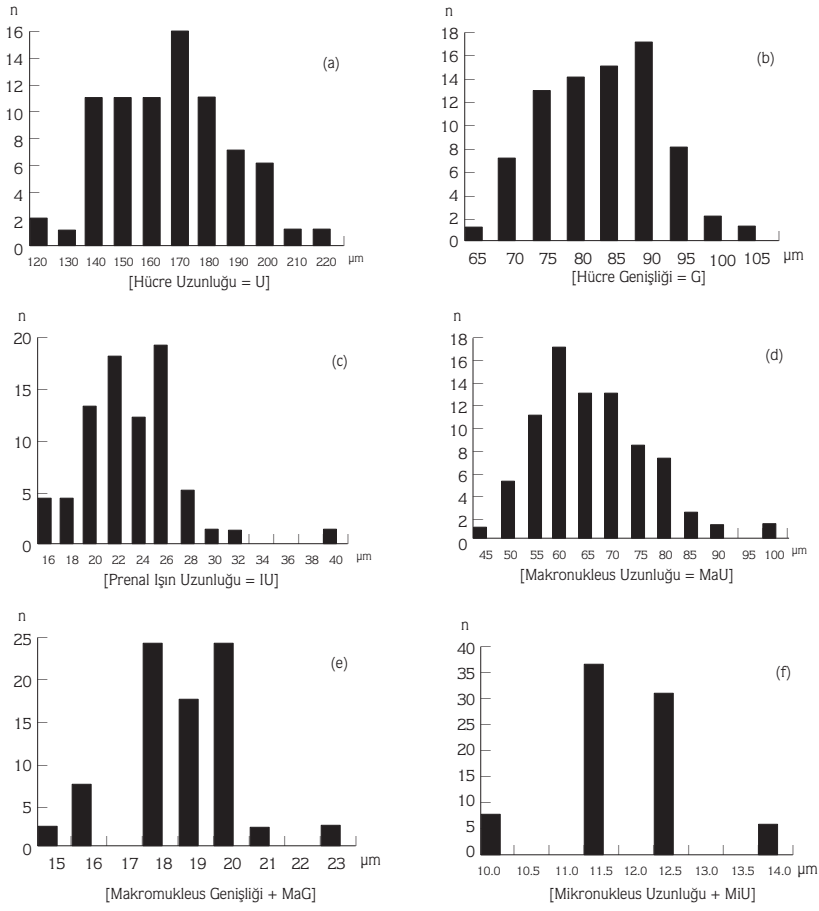 n
16
14
12
10
8
6
4
2
0
(a)
120 130 140 150 160 170 180 190 200 210 220 µm
[Hücre Uzunluğu = U]
n
18
16
14
12
10
8
6
4
2
0
(b)
65 70 75 80 85 90 95 100 105 µm
[Hücre Genişliği = G]
n
20
15
10
5
0
(c)
16 18 20 22 24 26 28 30 32 34 36 38 40 µm
[Prenal Işın Uzunluğu = IU]
n
18
16
14
12
10
8
6
4
2
0
(d)
45 50 55 60 65 70 75 80 85 90 95 100 µm
[Makronukleus Uzunluğu = MaU]
n
25
20
15
10
5
0
(e)
15 16 17 18 19 20 21 22 23 µm
[Makromukleus Genişliği + MaG]
n
40
35
30
25
20
15
10
5
0
(f)
10.0 10.5 11.0 11.5 12.0 12.5 13.0 13.5 14.0 µm
[Mikronukleus Uzunluğu + MiU]